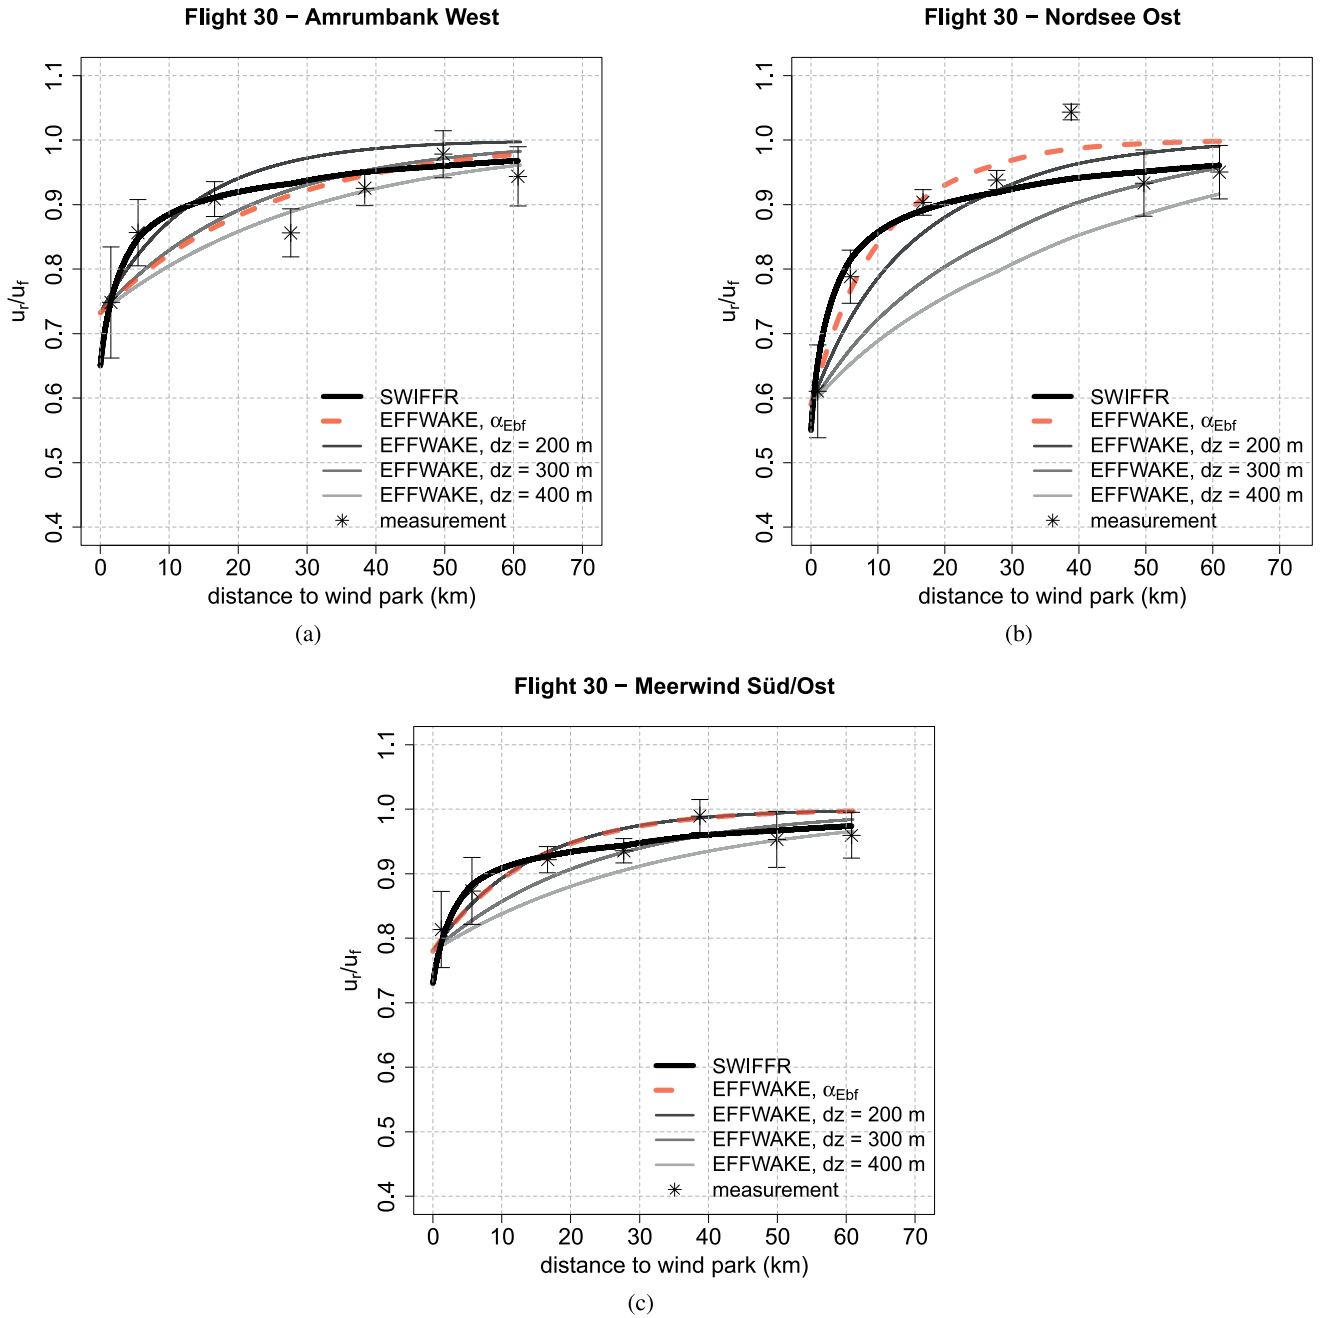 Flight 30 − Amrumbank West
1.1
1.0
0.9
0.8
0.7
0.6
0.5
0.4
u_r/u_f
SWIFFR
EFFWAKE, α_Ebf
EFFWAKE, dz = 200 m
EFFWAKE, dz = 300 m
EFFWAKE, dz = 400 m
measurement
0 10 20 30 40 50 60 70
distance to wind park (km)
(a)
Flight 30 − Nordsee Ost
1.1
1.0
0.9
0.8
0.7
0.6
0.5
0.4
u_r/u_f
SWIFFR
EFFWAKE, α_Ebf
EFFWAKE, dz = 200 m
EFFWAKE, dz = 300 m
EFFWAKE, dz = 400 m
measurement
0 10 20 30 40 50 60 70
distance to wind park (km)
(b)
Flight 30 − Meerwind Süd/Ost
1.1
1.0
0.9
0.8
0.7
0.6
0.5
0.4
u_r/u_f
SWIFFR
EFFWAKE, α_Ebf
EFFWAKE, dz = 200 m
EFFWAKE, dz = 300 m
EFFWAKE, dz = 400 m
measurement
0 10 20 30 40 50 60 70
distance to wind park (km)
(c)